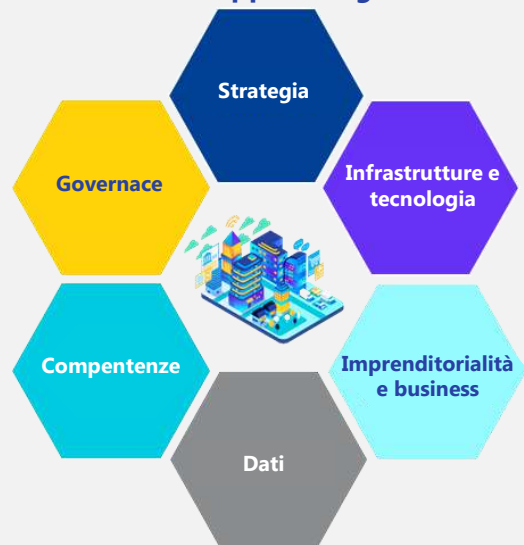 Strategia
Governace
Infrastrutture e
tecnologia
Compentenze
Imprenditorialità
e business
Dati